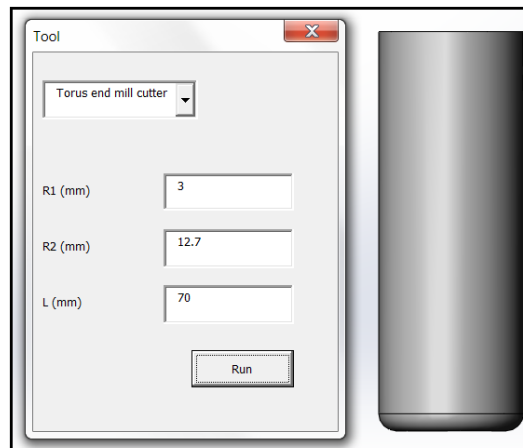 Tool
Torus end mill cutter
R1 (mm)
3
R2 (mm)
12.7
L (mm)
70
Run